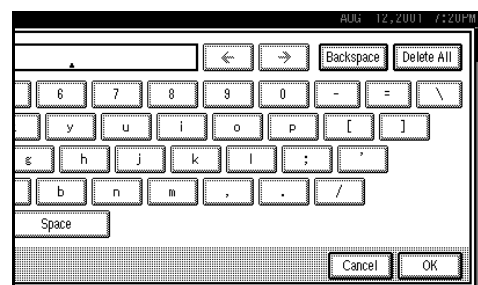 AUG 12,2001 7:20PM
← → Backspace Delete All
6 7 8 9 0 - = \
y u i o p [ ]
g h j k l ; '
b n m , . /
Space
Cancel OK